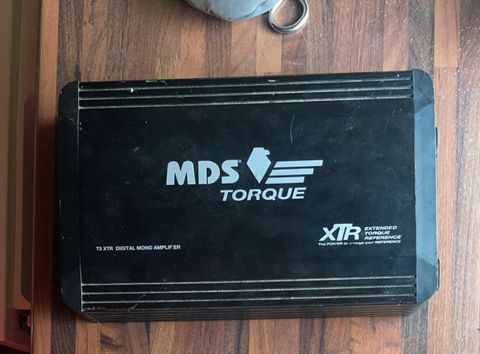 MDS®
TORQUE
XTR EXTENDED
TORQUE
REFERENCE
The POWER to change your REFERENCE
T3 XTR DIGITAL MONO AMPLIFIER